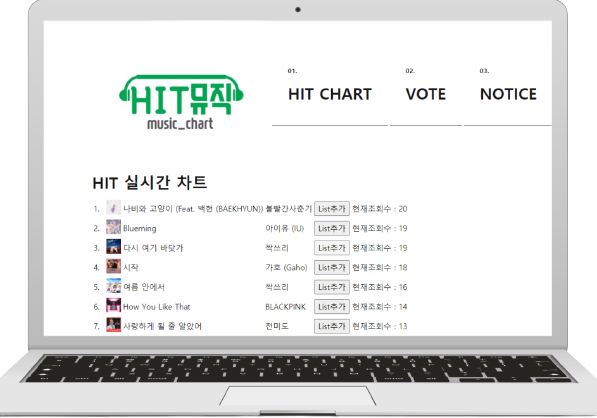 01.
HIT CHART
02.
VOTE
03.
NOTICE
HIT뮤직
music_chart
HIT 실시간 차트
1. 나비와 고양이 (Feat. 백현 (BAEKHYUN)) 볼빨간사춘기 List추가 현재조회수 : 20
2. Blueming 아이유 (IU) List추가 현재조회수 : 19
3. 다시 여기 바닷가 싹쓰리 List추가 현재조회수 : 19
4. 시작 가호 (Gaho) List추가 현재조회수 : 18
5. 여름 안에서 싹쓰리 List추가 현재조회수 : 16
6. How You Like That BLACKPINK List추가 현재조회수 : 14
7. 사랑하게 될 줄 알았어 전미도 List추가 현재조회수 : 13